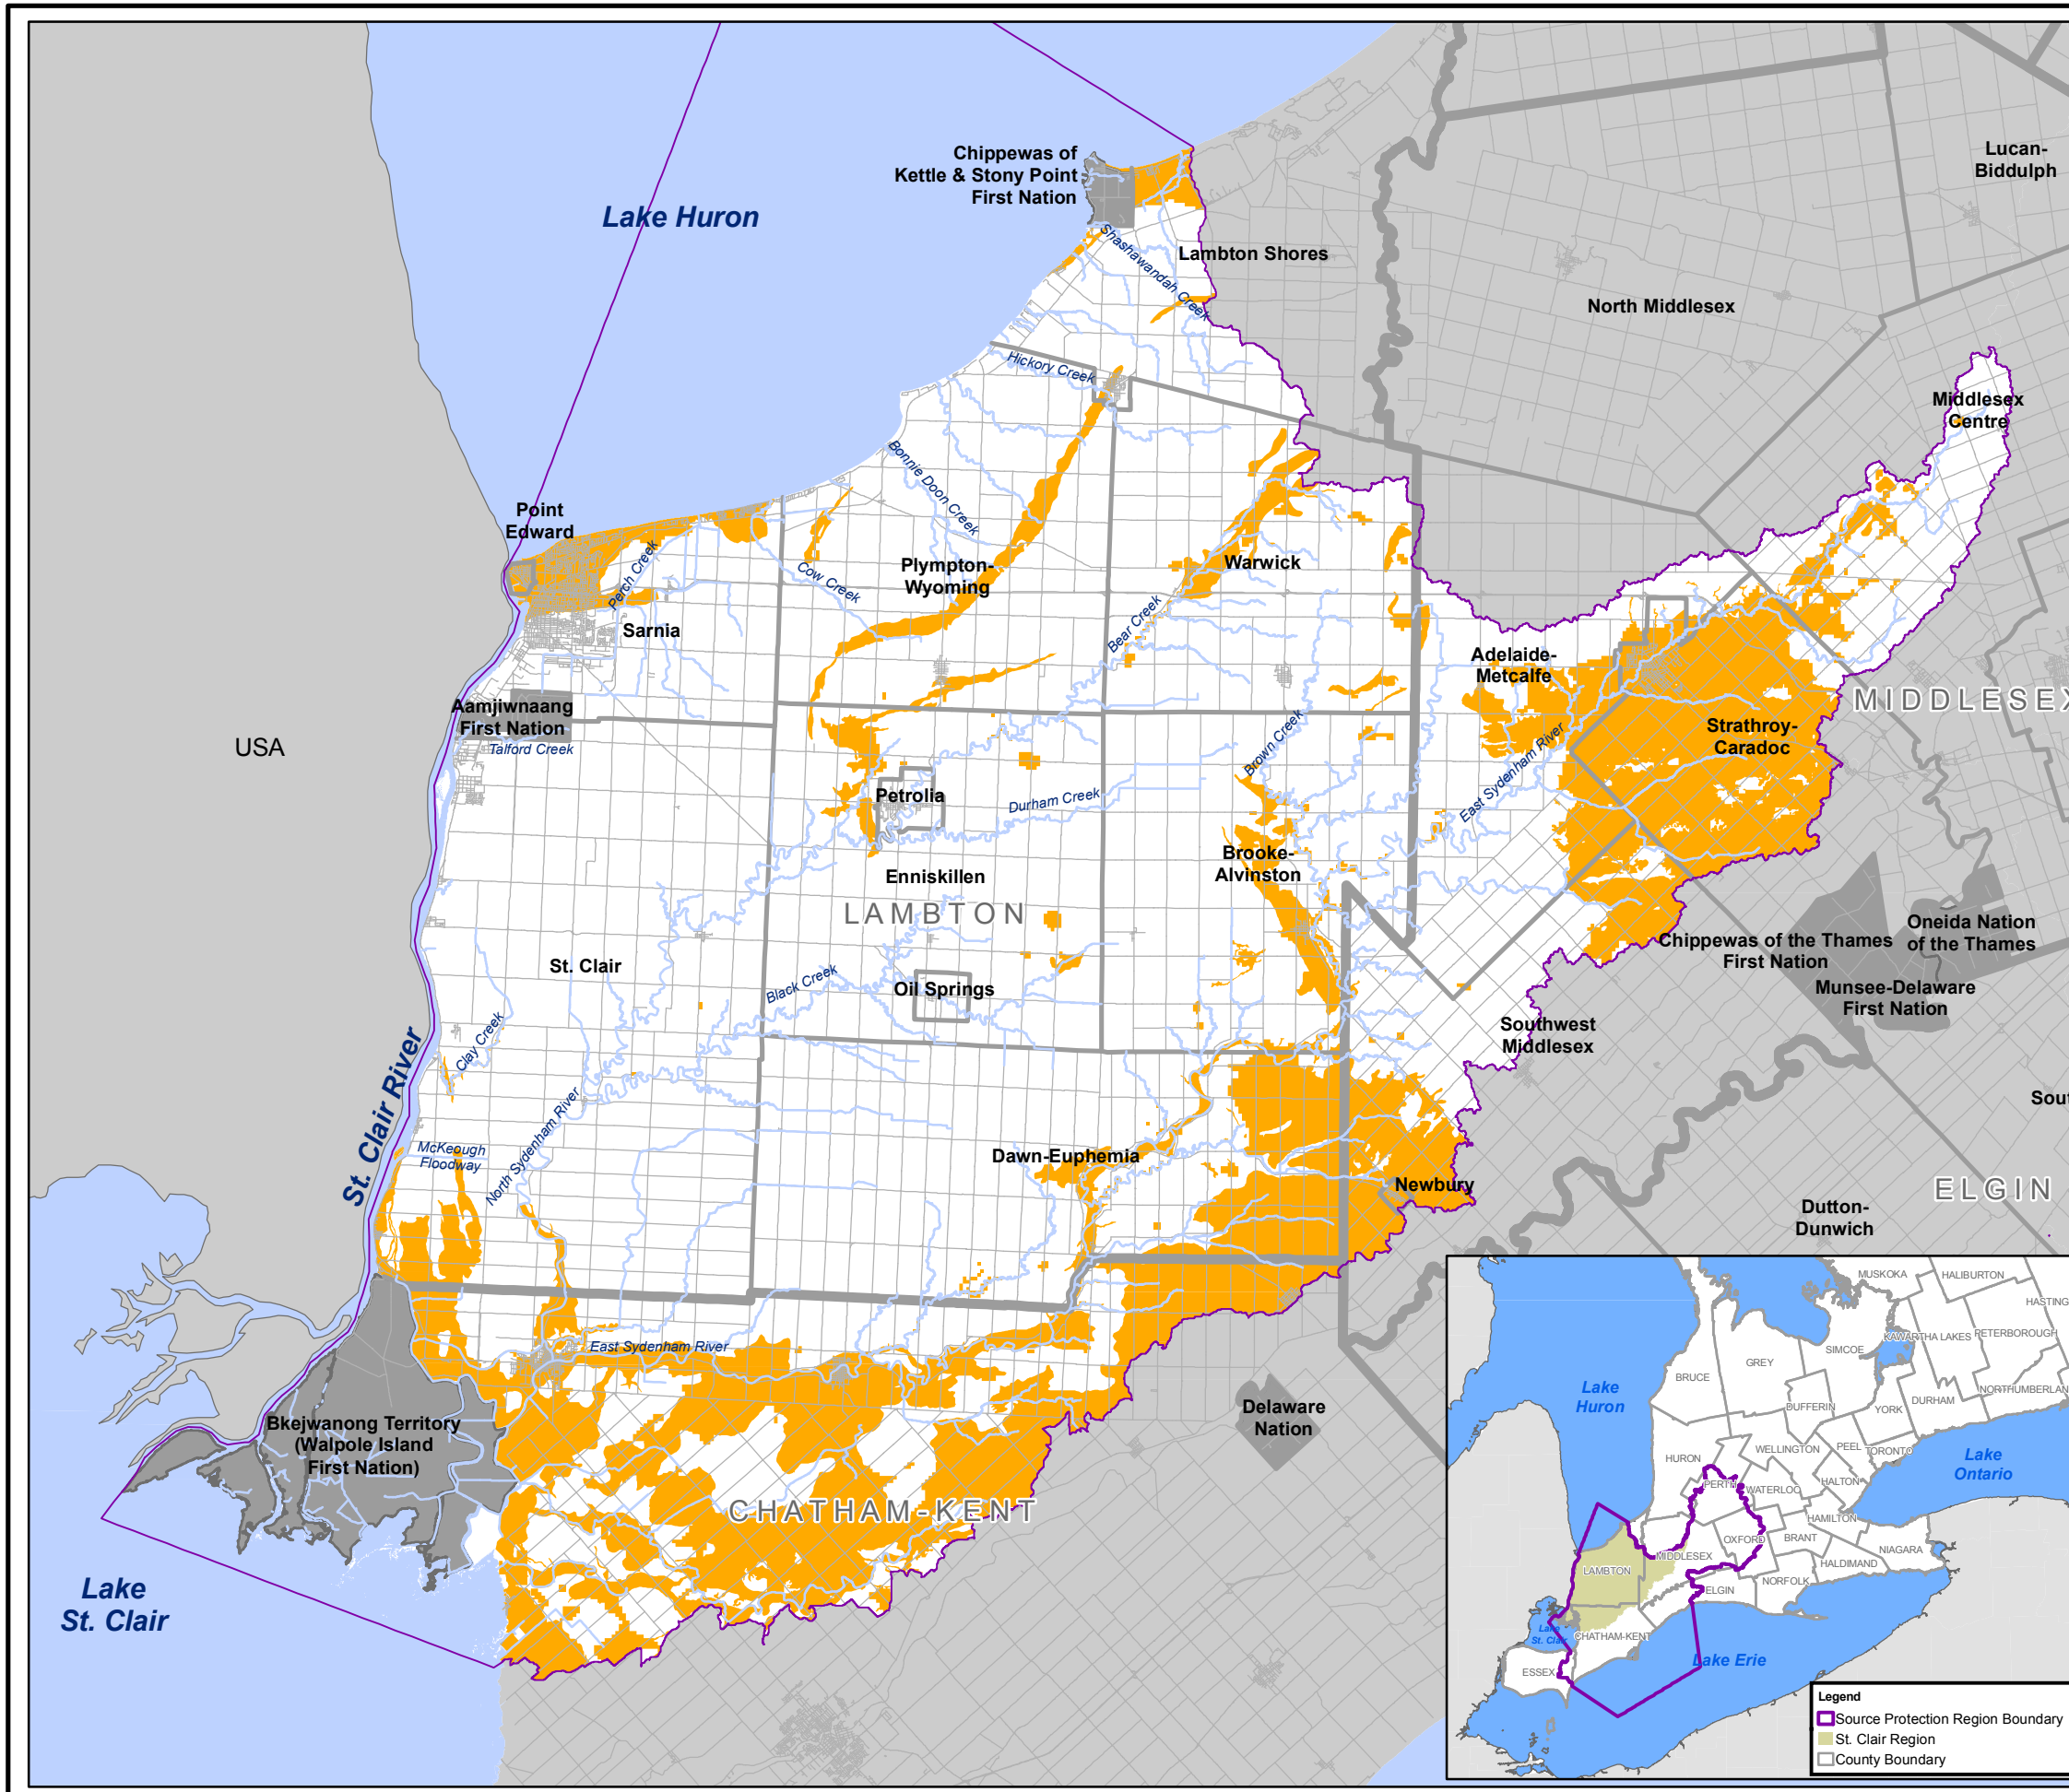 Chippewas of
Kettle & Stony Point
First Nation
Lucan-
Biddulph
Lake Huron
Shashawandah Creek
Lambton Shores
North Middlesex
Hickory Creek
Middlesex
Centre
Bonnie Doon Creek
Point
Edward
Perch Creek
Cow Creek
Plympton-
Wyoming
Warwick
Sarnia
Bear Creek
Adelaide-
Metcalfe
MIDDLESEX
Aamjiwnaang
First Nation
Talford Creek
USA
Strathroy-
Caradoc
Brown Creek
East Sydenham River
Petrolia
Durham Creek
Brooke-
Alvinston
Enniskillen
LAMBTON
Oneida Nation
of the Thames
Chippewas of the Thames
First Nation
St. Clair
Black Creek
Oil Springs
Munsee-Delaware
First Nation
Southwest
Middlesex
Clay Creek
St. Clair River
North Sydenham River
McKeough
Floodway
Sout
Dawn-Euphemia
Newbury
ELGIN
Dutton-
Dunwich
East Sydenham River
Bkejwanong Territory
(Walpole Island
First Nation)
Delaware
Nation
CHATHAM-KENT
Lake
St. Clair
MUSKOKA
HALIBURTON
HASTING
KAWARTHA LAKES
PETERBOROUGH
SIMCOE
GREY
BRUCE
NORTHUMBERLAN
DURHAM
Lake
Huron
DUFFERIN
YORK
WELLINGTON
PEEL
TORONTO
HURON
Lake
Ontario
HALTON
PERTH
WATERLOO
HAMILTON
OXFORD
BRANT
NIAGARA
MIDDLESEX
HALDIMAND
LAMBTON
NORFOLK
ELGIN
Lake
St. Clair
CHATHAM-KENT
Lake Erie
ESSEX
Legend
Source Protection Region Boundary
St. Clair Region
County Boundary